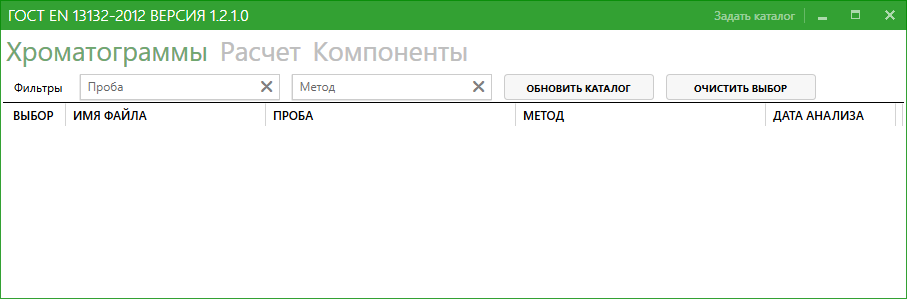 ГОСТ EN 13132-2012 ВЕРСИЯ 1.2.1.0 Задать каталог
Хроматограммы Расчет Компоненты
Фильтры Проба Метод ОБНОВИТЬ КАТАЛОГ ОЧИСТИТЬ ВЫБОР
ВЫБОР ИМЯ ФАЙЛА ПРОБА МЕТОД ДАТА АНАЛИЗА